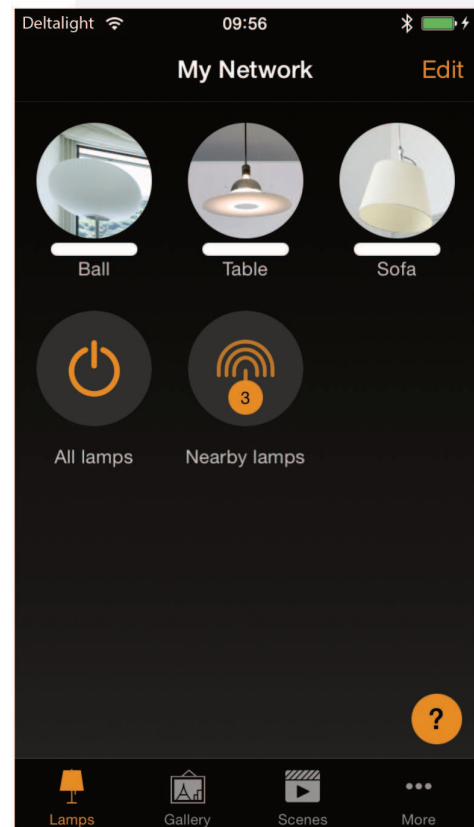 Deltalight 09:56
My Network Edit
Ball Table Sofa
3
All lamps Nearby lamps
?
Lamps Gallery Scenes More